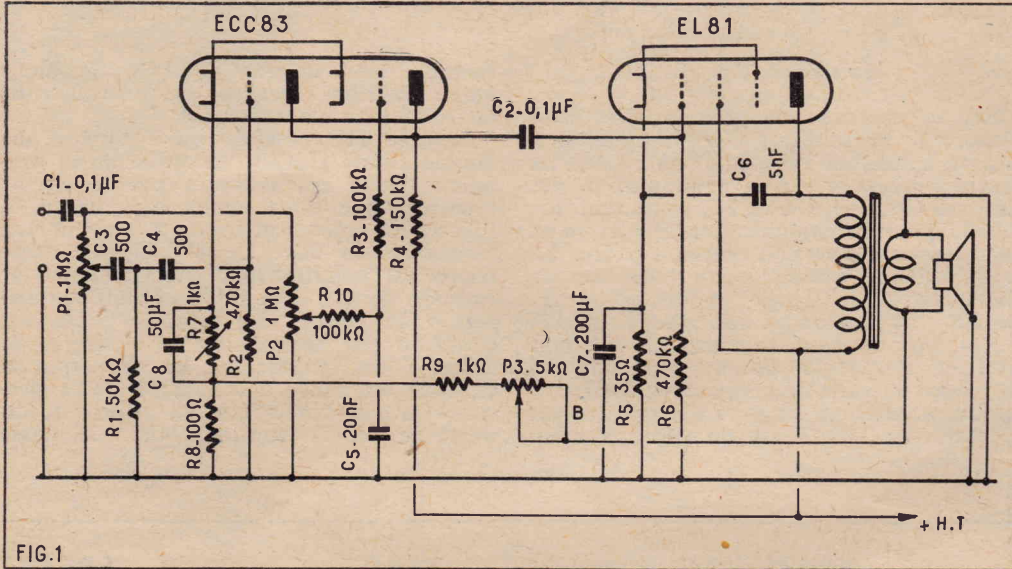 ECC83
EL81
C2-0,1µF
C6
5nF
C1-0,1µF
P1-1MΩ
C3
500
C4
500
R3-100kΩ
R4-150kΩ
50µF
C8
R7
1kΩ
470kΩ
R2
P2 1MΩ
R10
100kΩ
R1-50kΩ
R8-100Ω
R9 1kΩ
P3.5kΩ
B
C5-20nF
C7-200µF
R5 35Ω
R6 470kΩ
+ H.T
FIG.1